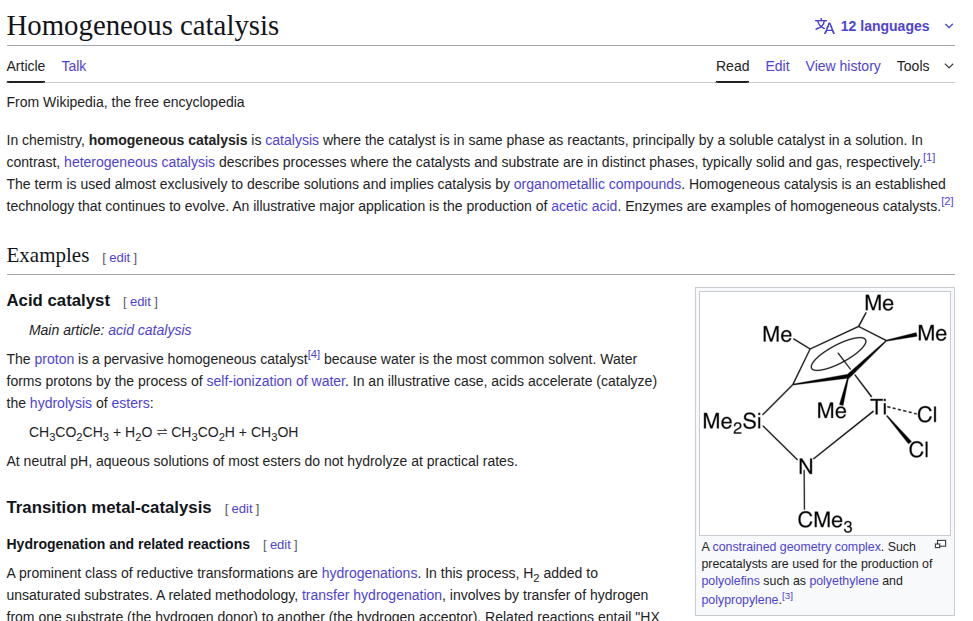 Homogeneous catalysis
12 languages
Article Talk
Read Edit View history Tools
From Wikipedia, the free encyclopedia
In chemistry, homogeneous catalysis is catalysis where the catalyst is in same phase as reactants, principally by a soluble catalyst in a solution. In
contrast, heterogeneous catalysis describes processes where the catalysts and substrate are in distinct phases, typically solid and gas, respectively.[1]
The term is used almost exclusively to describe solutions and implies catalysis by organometallic compounds. Homogeneous catalysis is an established
technology that continues to evolve. An illustrative major application is the production of acetic acid. Enzymes are examples of homogeneous catalysts.[2]
Examples [ edit ]
Acid catalyst [ edit ]
Main article: acid catalysis
The proton is a pervasive homogeneous catalyst[4] because water is the most common solvent. Water
forms protons by the process of self-ionization of water. In an illustrative case, acids accelerate (catalyze)
the hydrolysis of esters:
CH3CO2CH3 + H2O ⇌ CH3CO2H + CH3OH
At neutral pH, aqueous solutions of most esters do not hydrolyze at practical rates.
Transition metal-catalysis [ edit ]
Hydrogenation and related reactions [ edit ]
A prominent class of reductive transformations are hydrogenations. In this process, H2 added to
unsaturated substrates. A related methodology, transfer hydrogenation, involves by transfer of hydrogen
from one substrate (the hydrogen donor) to another (the hydrogen acceptor). Related reactions entail "HX
Me
Me
Me
Me
Ti
Cl
Me2Si
Cl
N
CMe3
A constrained geometry complex. Such
precatalysts are used for the production of
polyolefins such as polyethylene and
polypropylene.[3]